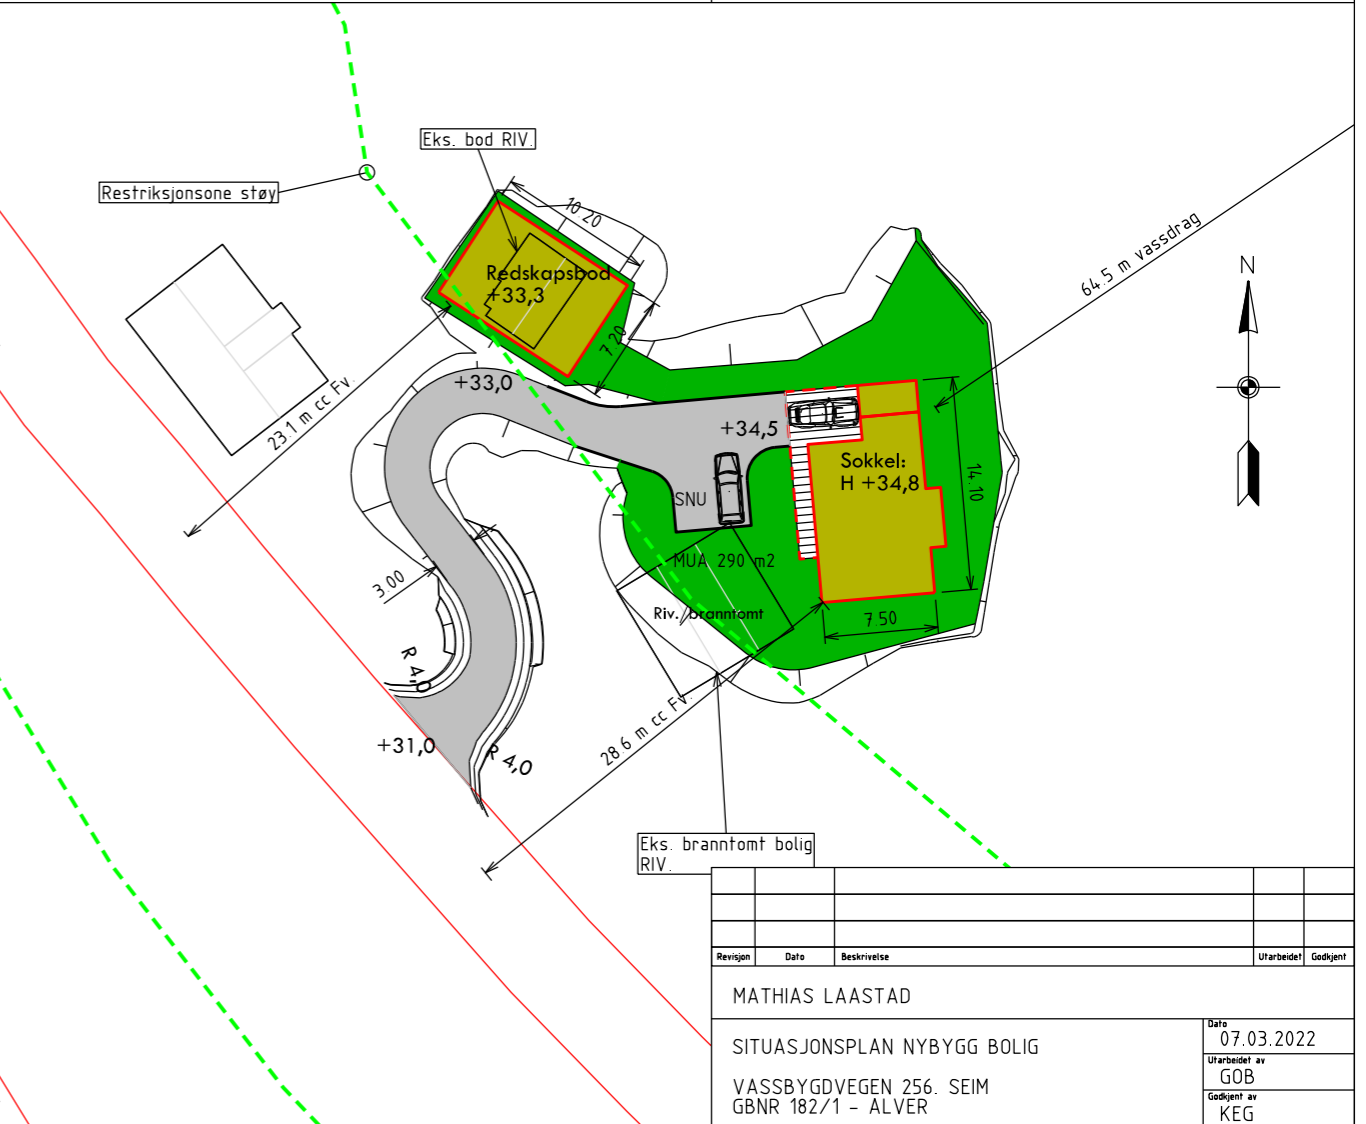 Eks. bod RIV.
Restriksjonsone støy
10 20
64.5 m vassdrag
N
Redskapsbod
+33,3
7.20
+33,0
23.1 m cc Fv.
+34,5
Sokkel:
H +34,8
14.10
SNU
MUA 290 m2
3.00
Riv./branntomt
7.50
R 4,0
28.6 m cc Fv.
+31,0
R 4,0
Eks. branntomt bolig
RIV.
Revisjon Dato Beskrivelse Utarbeidet Godkjent
MATHIAS LAASTAD
Dato
07.03.2022
SITUASJONSPLAN NYBYGG BOLIG
Utarbeidet av
GOB
VASSBYGDVEGEN 256. SEIM
GBNR 182/1 - ALVER
Godkjent av
KEG